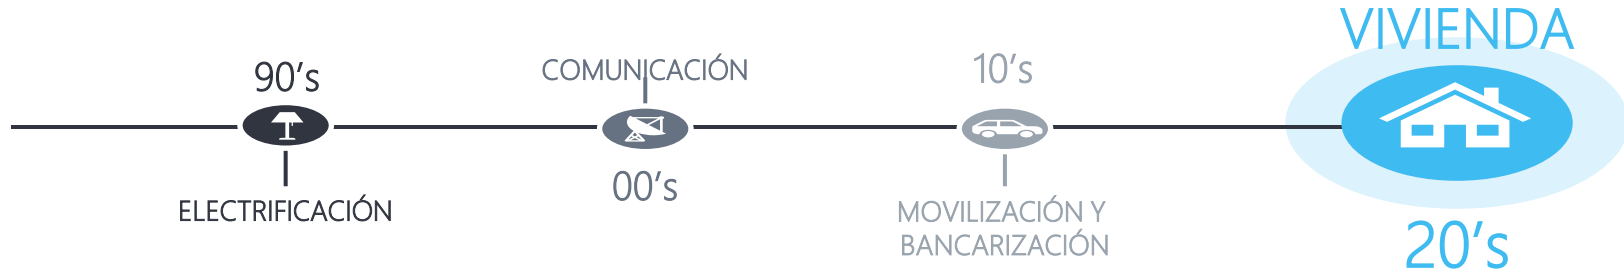 90's
ELECTRIFICACIÓN
COMUNICACIÓN
00's
10's
MOVILIZACIÓN Y
BANCARIZACIÓN
VIVIENDA
20's